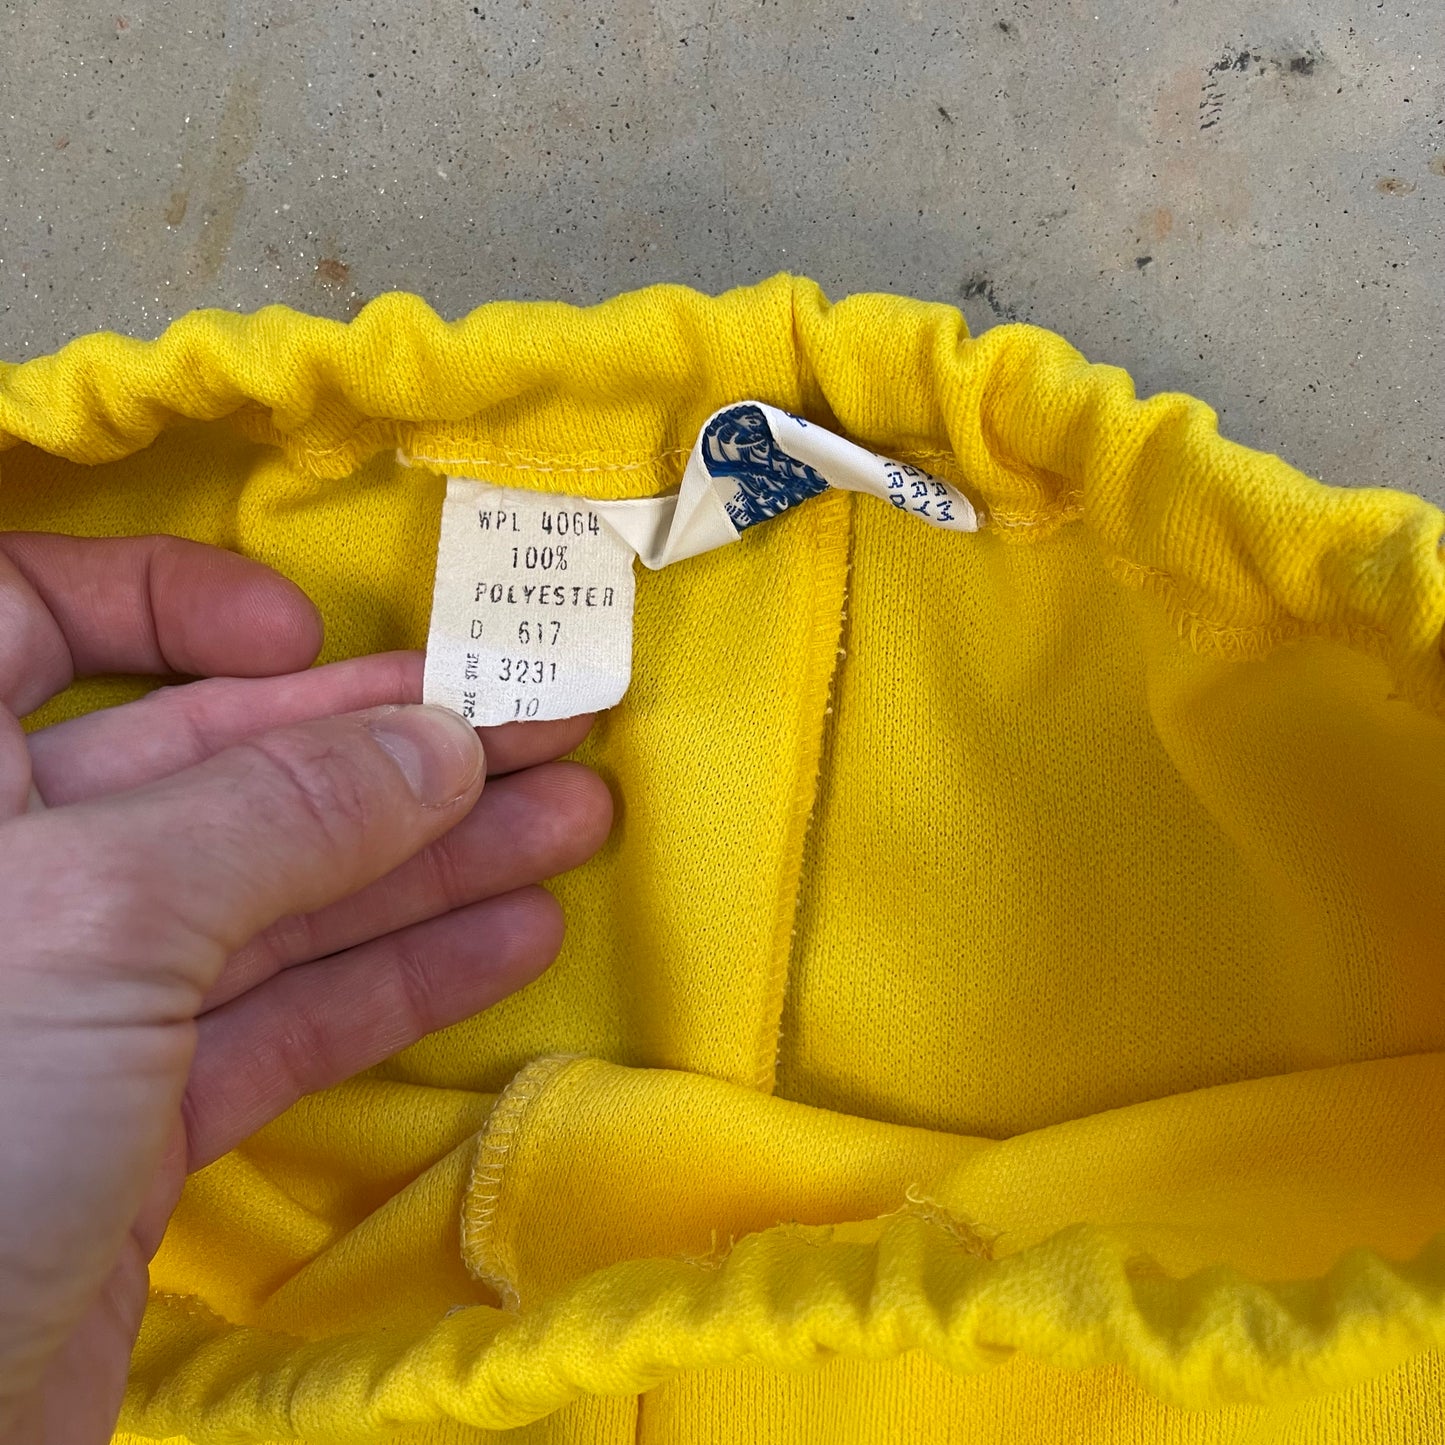 WPL 4064
100%
POLYESTER
D 617
STYLE 3231
SIZE 10